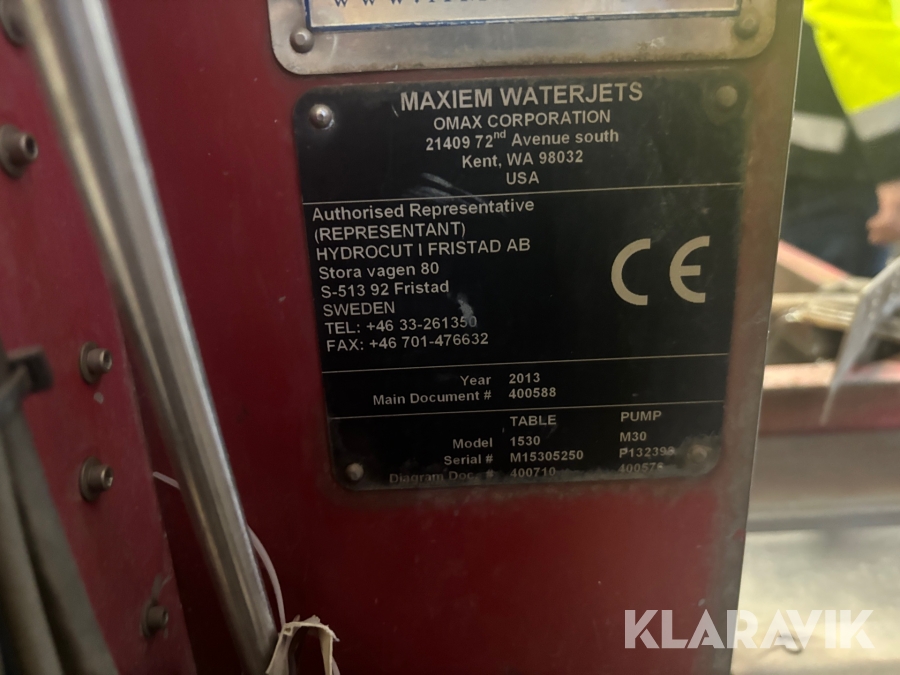 MAXIEM WATERJETS
OMAX CORPORATION
21409 72nd Avenue south
Kent, WA 98032
USA
Authorised Representative
(REPRESENTANT)
HYDROCUT I FRISTAD AB
Stora vagen 80
S-513 92 Fristad
SWEDEN
TEL: +46 33-261350
FAX: +46 701-476632
CE
Year 2013
Main Document # 400588
TABLE PUMP
Model 1530 M30
Serial # M15305250
Diagram Doc. # 400710
KLARAVIK